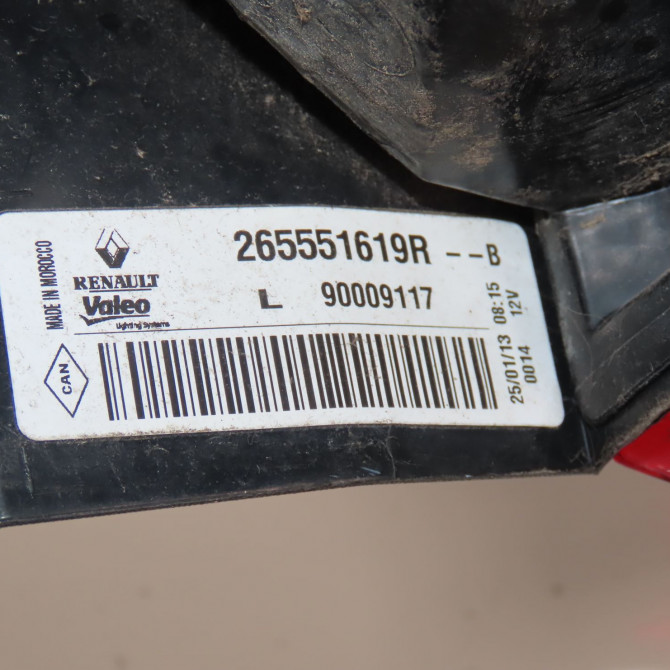 MADE IN MOROCCO
RENAULT
Valeo
Lighting Systems
265551619R --B
L 90009117
CAN
25/01/13 08:15
0014 12V